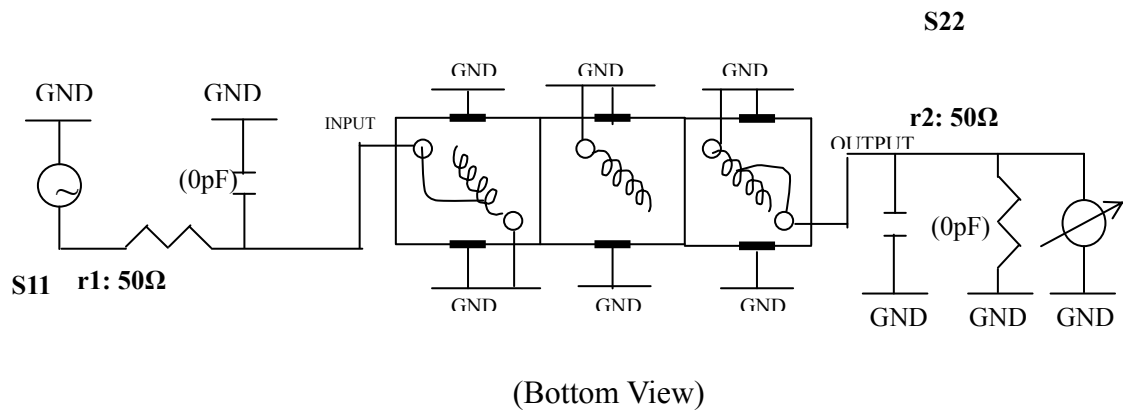 S22
GND
GND
GND
GND
GND
r2: 50Ω
INPUT
OUTPUT
(0pF)
(0pF)
S11
r1: 50Ω
GND
GND
GND
GND
GND
GND
(Bottom View)